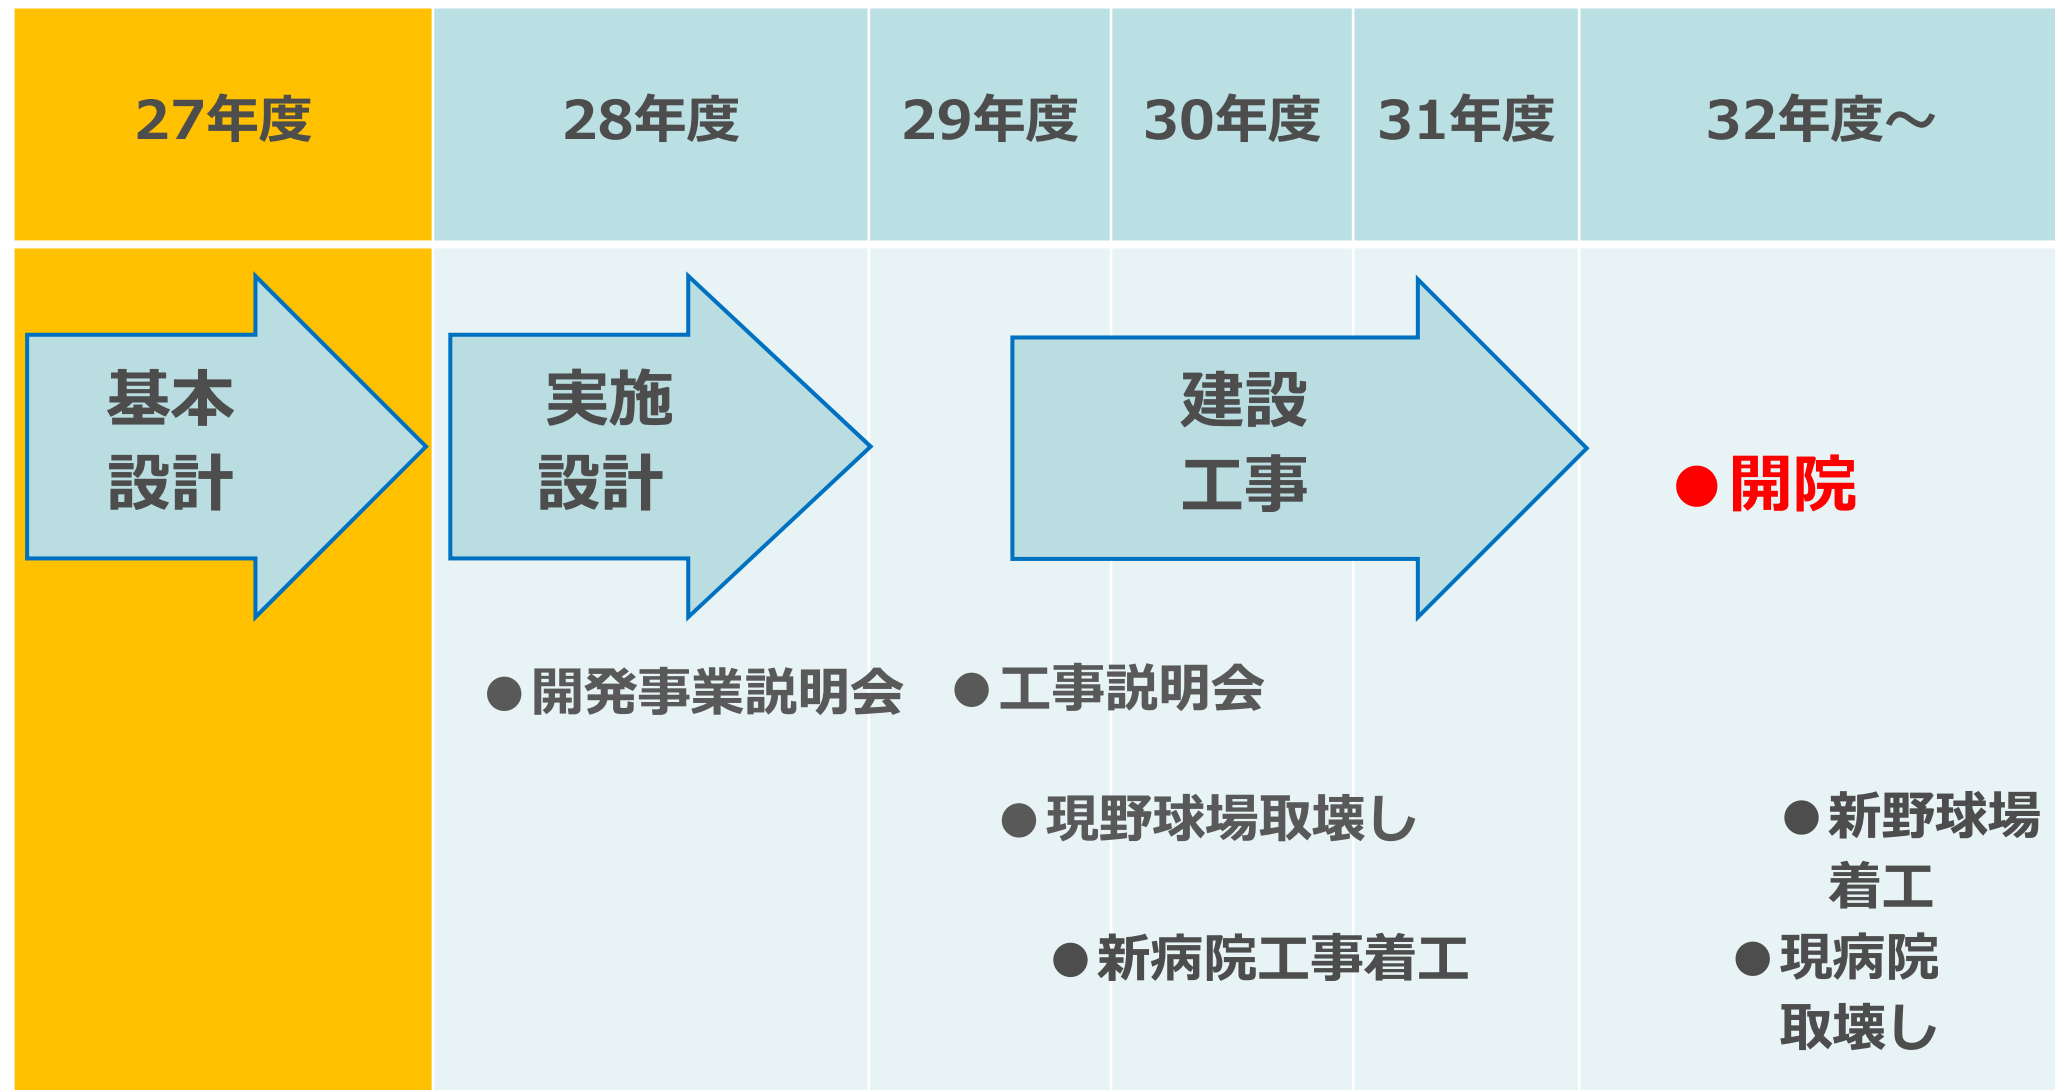 27年度
28年度
29年度
30年度
31年度
32年度～
基本
設計
実施
設計
建設
工事
●開院
●開発事業説明会
●工事説明会
●現野球場取壊し
●新野球場
着工
●新病院工事着工
●現病院
取壊し